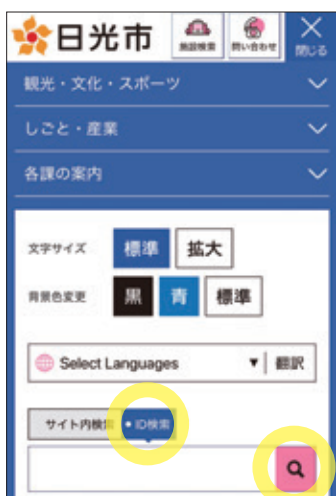 日光市 施設検索 問い合わせ 閉じる
観光・文化・スポーツ
しごと・産業
各課の案内
文字サイズ 標準 拡大
背景色変更 黒 青 標準
Select Languages ▼ 翻訳
サイト内検索 ID検索